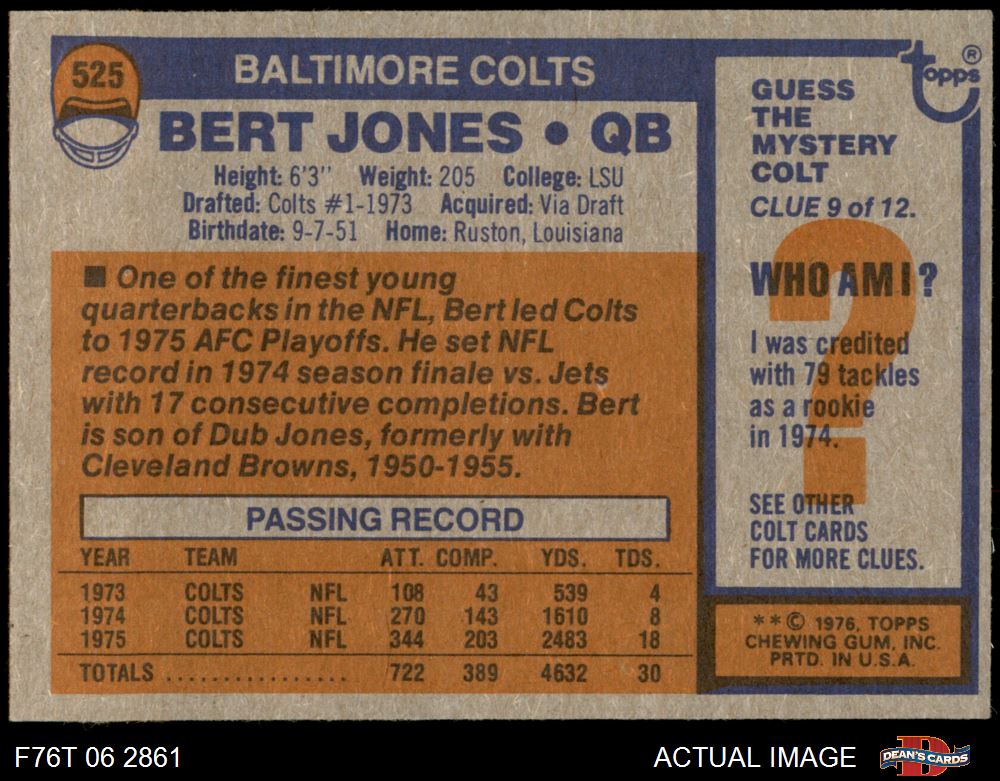 525
BALTIMORE COLTS
BERT JONES • QB
Height: 6'3" Weight: 205 College: LSU
Drafted: Colts #1-1973 Acquired: Via Draft
Birthdate: 9-7-51 Home: Ruston, Louisiana
■ One of the finest young
quarterbacks in the NFL, Bert led Colts
to 1975 AFC Playoffs. He set NFL
record in 1974 season finale vs. Jets
with 17 consecutive completions. Bert
is son of Dub Jones, formerly with
Cleveland Browns, 1950-1955.
PASSING RECORD
YEAR TEAM ATT. COMP. YDS. TDS.
1973 COLTS NFL 108 43 539 4
1974 COLTS NFL 270 143 1610 8
1975 COLTS NFL 344 203 2483 18
TOTALS ................ 722 389 4632 30
topps ®
GUESS
THE
MYSTERY
COLT
CLUE 9 of 12.
?
WHO AM I?
I was credited
with 79 tackles
as a rookie
in 1974.
SEE OTHER
COLT CARDS
FOR MORE CLUES.
**© 1976, TOPPS
CHEWING GUM, INC.
PRTD. IN U.S.A.
F76T 06 2861
ACTUAL IMAGE
D
DEAN'S CARDS